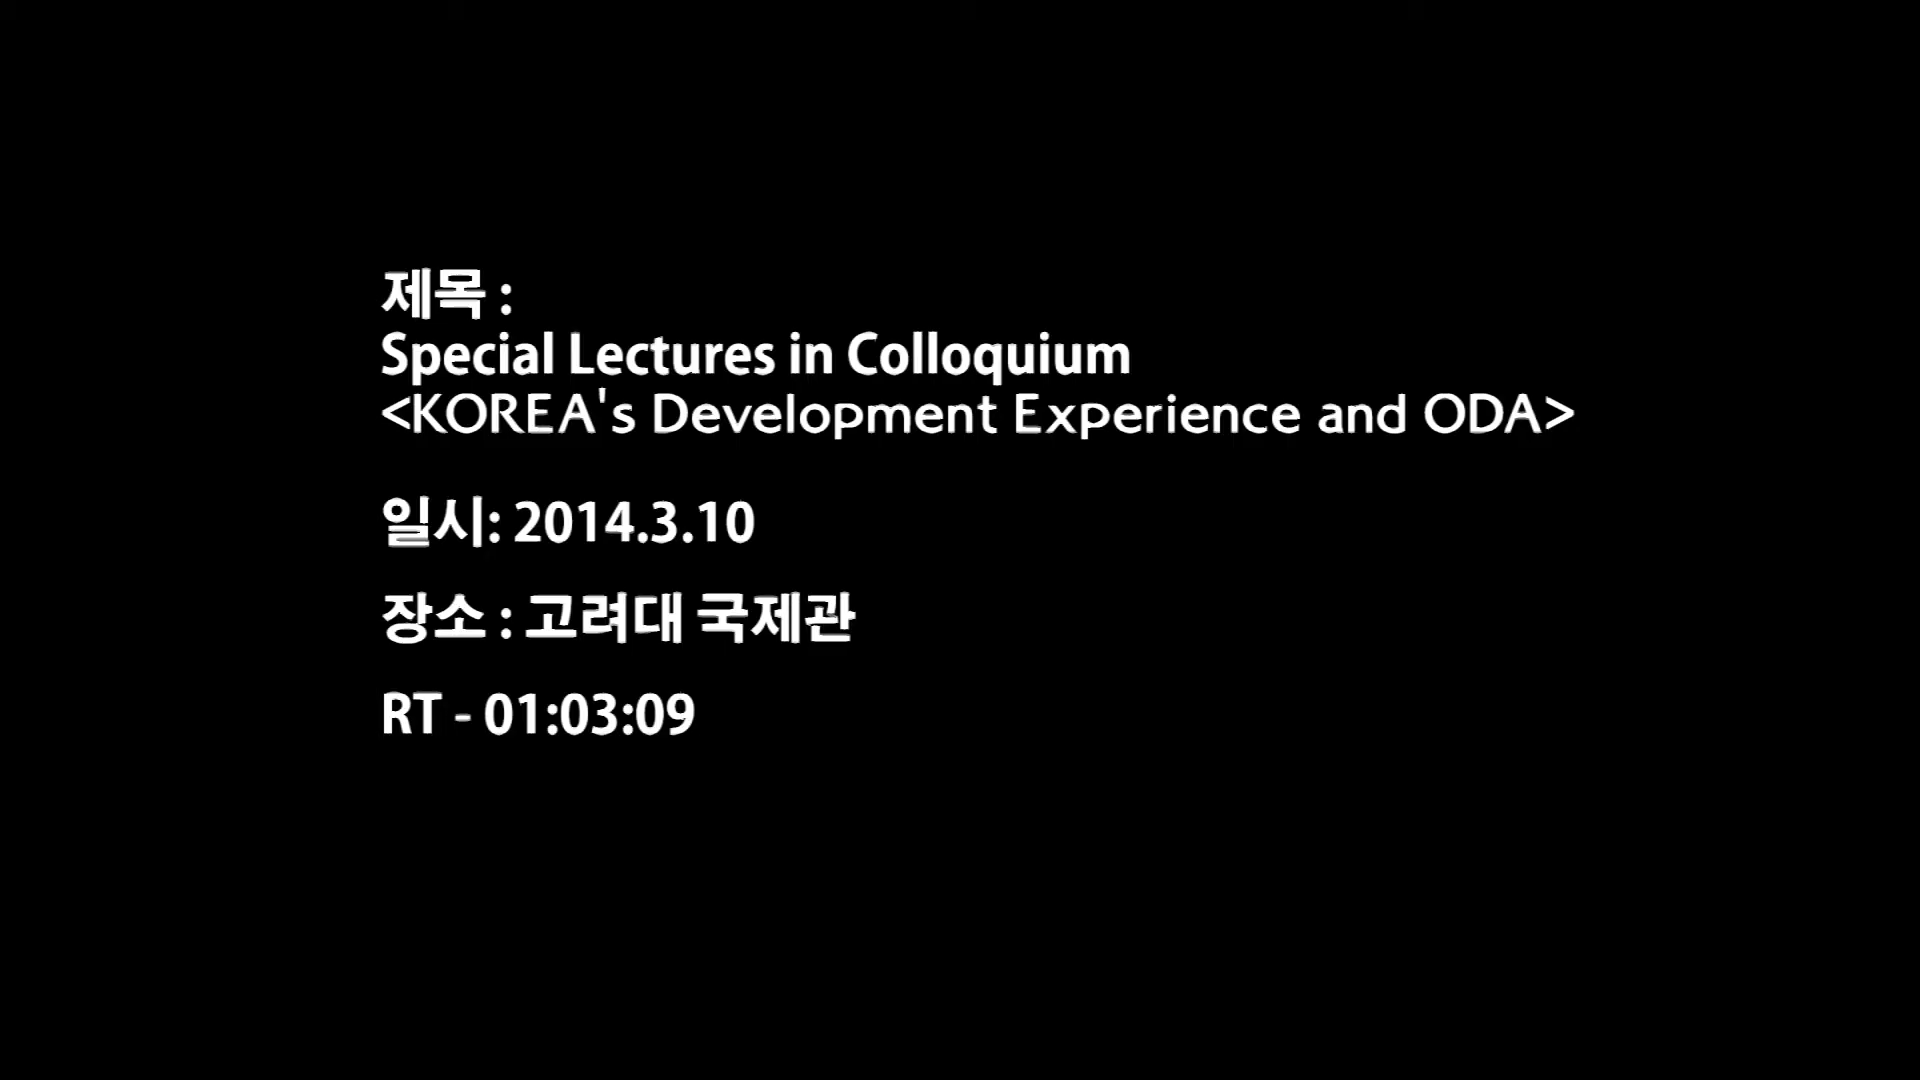 제목 :
Special Lectures in Colloquium
<KOREA's Development Experience and ODA>
일시: 2014.3.10
장소 : 고려대 국제관
RT - 01:03:09